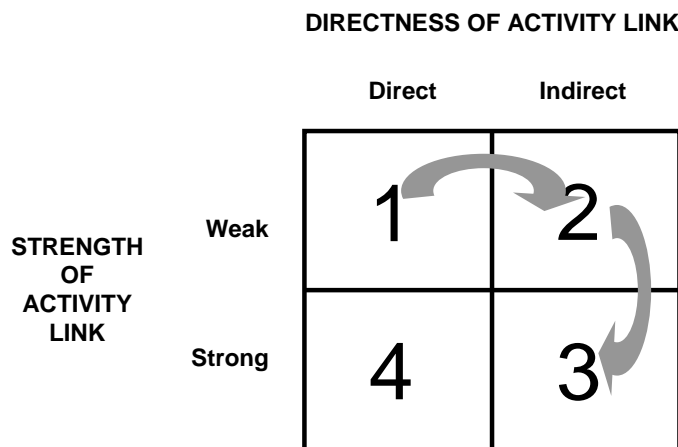 DIRECTNESS OF ACTIVITY LINK
Direct Indirect
1 2
Weak
STRENGTH
OF
ACTIVITY
LINK
Strong
4 3